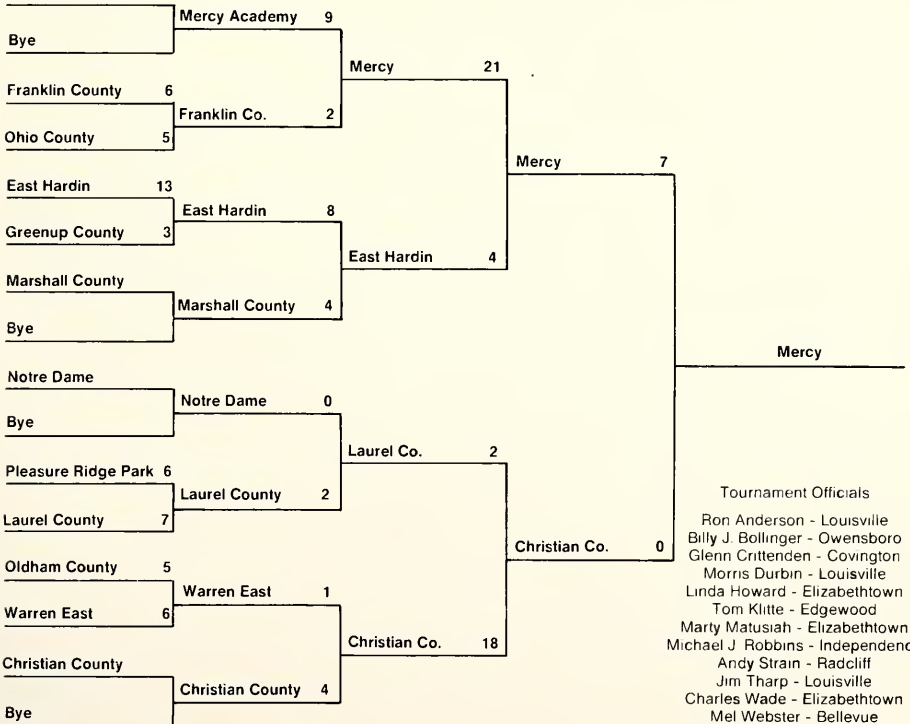 Mercy Academy 9
Bye
Mercy 21
Franklin County 6
Franklin Co. 2
Ohio County 5
Mercy 7
East Hardin 13
East Hardin 8
Greenup County 3
East Hardin 4
Marshall County
Marshall County 4
Bye
Mercy
Notre Dame
Notre Dame 0
Bye
Laurel Co. 2
Pleasure Ridge Park 6
Laurel County 2
Laurel County 7
Christian Co. 0
Oldham County 5
Warren East 1
Warren East 6
Christian Co. 18
Christian County
Christian County 4
Bye
Tournament Officials
Ron Anderson - Louisville
Billy J. Bollinger - Owensboro
Glenn Crittenden - Covington
Morris Durbin - Louisville
Linda Howard - Elizabethtown
Tom Klitte - Edgewood
Marty Matusiah - Elizabethtown
Michael J. Robbins - Independenc
Andy Strain - Radcliff
Jim Tharp - Louisville
Charles Wade - Elizabethtown
Mel Webster - Bellevue